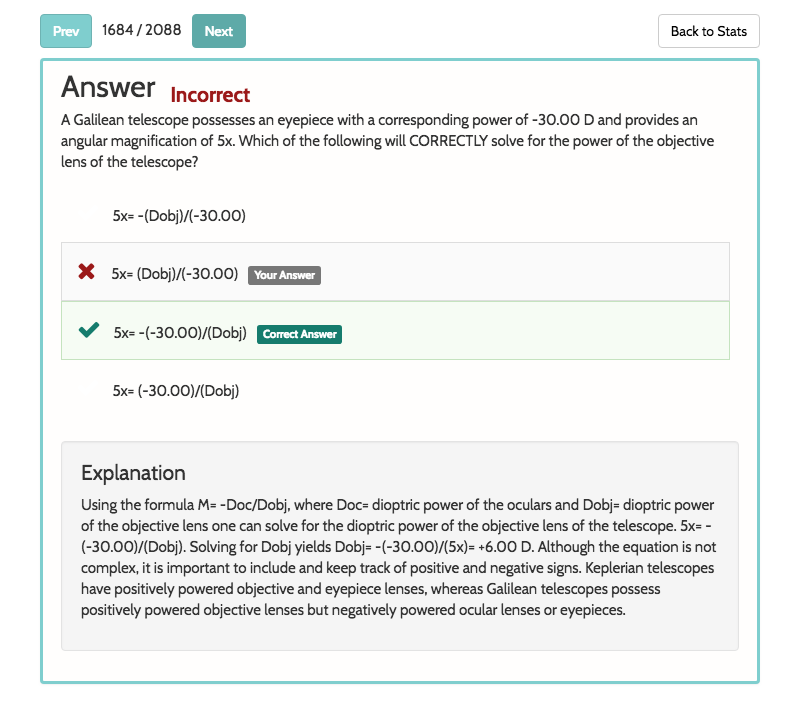 Prev 1684 / 2088 Next Back to Stats
Answer Incorrect
A Galilean telescope possesses an eyepiece with a corresponding power of -30.00 D and provides an
angular magnification of 5x. Which of the following will CORRECTLY solve for the power of the objective
lens of the telescope?
5x= -(Dobj)/(-30.00)
5x= (Dobj)/(-30.00) Your Answer
5x= -(-30.00)/(Dobj) Correct Answer
5x= (-30.00)/(Dobj)
Explanation
Using the formula M= -Doc/Dobj, where Doc= dioptric power of the oculars and Dobj= dioptric power
of the objective lens one can solve for the dioptric power of the objective lens of the telescope. 5x= -
(-30.00)/(Dobj). Solving for Dobj yields Dobj= -(-30.00)/(5x)= +6.00 D. Although the equation is not
complex, it is important to include and keep track of positive and negative signs. Keplerian telescopes
have positively powered objective and eyepiece lenses, whereas Galilean telescopes possess
positively powered objective lenses but negatively powered ocular lenses or eyepieces.